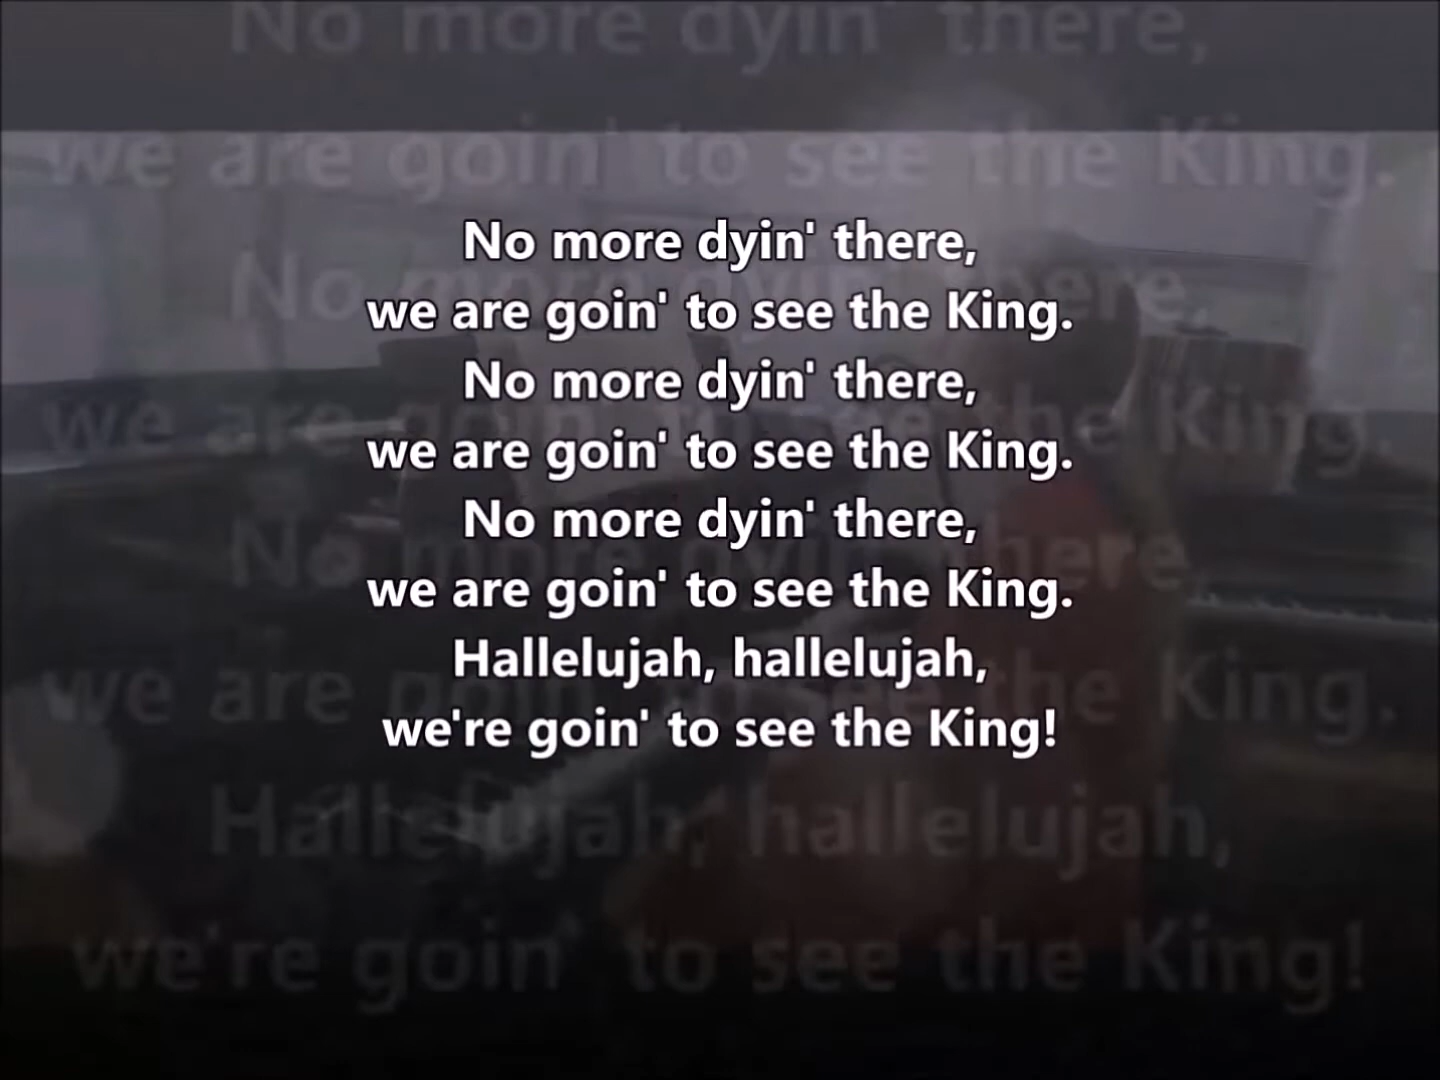 No more dyin' there,
we are goin' to see the King.
No more dyin' there,
we are goin' to see the King.
No more dyin' there,
we are goin' to see the King.
Hallelujah, hallelujah,
we're goin' to see the King!